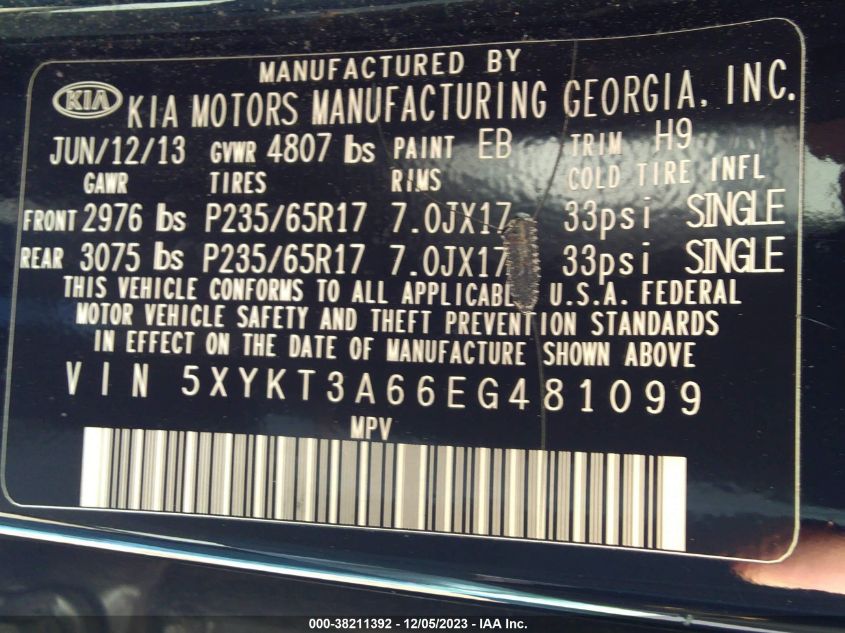 MANUFACTURED BY
KIA KIA MOTORS MANUFACTURING GEORGIA, INC.
JUN/12/13 GVWR 4807 lbs PAINT EB TRIM H9
GAWR TIRES RIMS COLD TIRE INFL
FRONT 2976 lbs P235/65R17 7.0JX17 33psi SINGLE
REAR 3075 lbs P235/65R17 7.0JX17 33psi SINGLE
THIS VEHICLE CONFORMS TO ALL APPLICABLE U.S.A. FEDERAL
MOTOR VEHICLE SAFETY AND THEFT PREVENTION STANDARDS
IN EFFECT ON THE DATE OF MANUFACTURE SHOWN ABOVE
VIN 5XYKT3A66EG481099
MPV
000-38211392 - 12/05/2023 - IAA Inc.